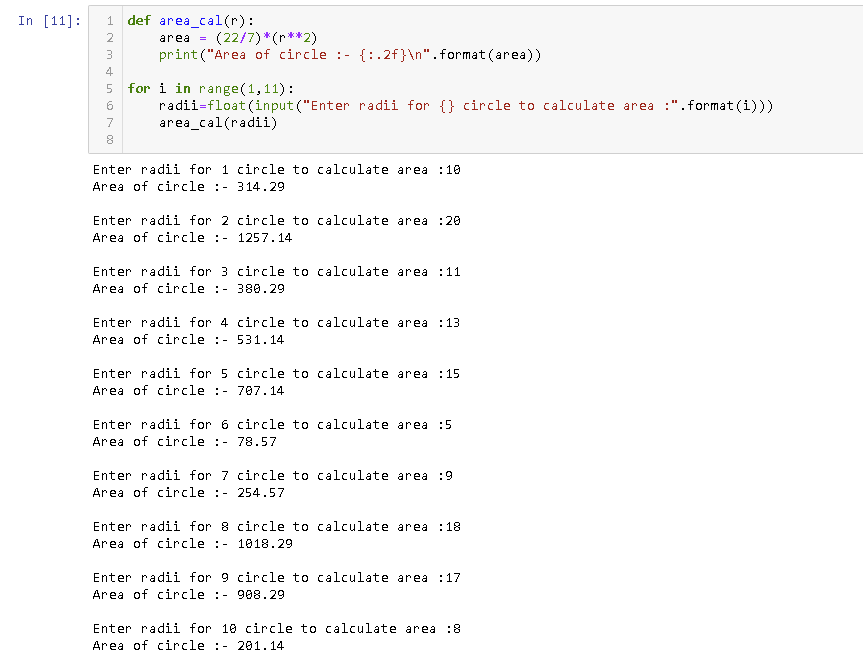 In [11]:
1 def area_cal(r):
2     area = (22/7)*(r**2)
3     print("Area of circle :- {:.2f}\n".format(area))
4
5 for i in range(1,11):
6     radii=float(input("Enter radii for {} circle to calculate area :".format(i)))
7     area_cal(radii)
8
Enter radii for 1 circle to calculate area :10
Area of circle :- 314.29
Enter radii for 2 circle to calculate area :20
Area of circle :- 1257.14
Enter radii for 3 circle to calculate area :11
Area of circle :- 380.29
Enter radii for 4 circle to calculate area :13
Area of circle :- 531.14
Enter radii for 5 circle to calculate area :15
Area of circle :- 707.14
Enter radii for 6 circle to calculate area :5
Area of circle :- 78.57
Enter radii for 7 circle to calculate area :9
Area of circle :- 254.57
Enter radii for 8 circle to calculate area :18
Area of circle :- 1018.29
Enter radii for 9 circle to calculate area :17
Area of circle :- 908.29
Enter radii for 10 circle to calculate area :8
Area of circle :- 201.14